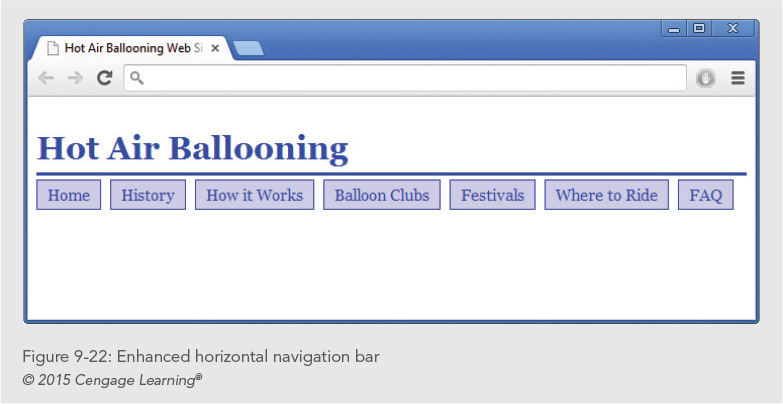 Hot Air Ballooning Web Si
Hot Air Ballooning
Home History How it Works Balloon Clubs Festivals Where to Ride FAQ
Figure 9-22: Enhanced horizontal navigation bar
© 2015 Cengage Learning®